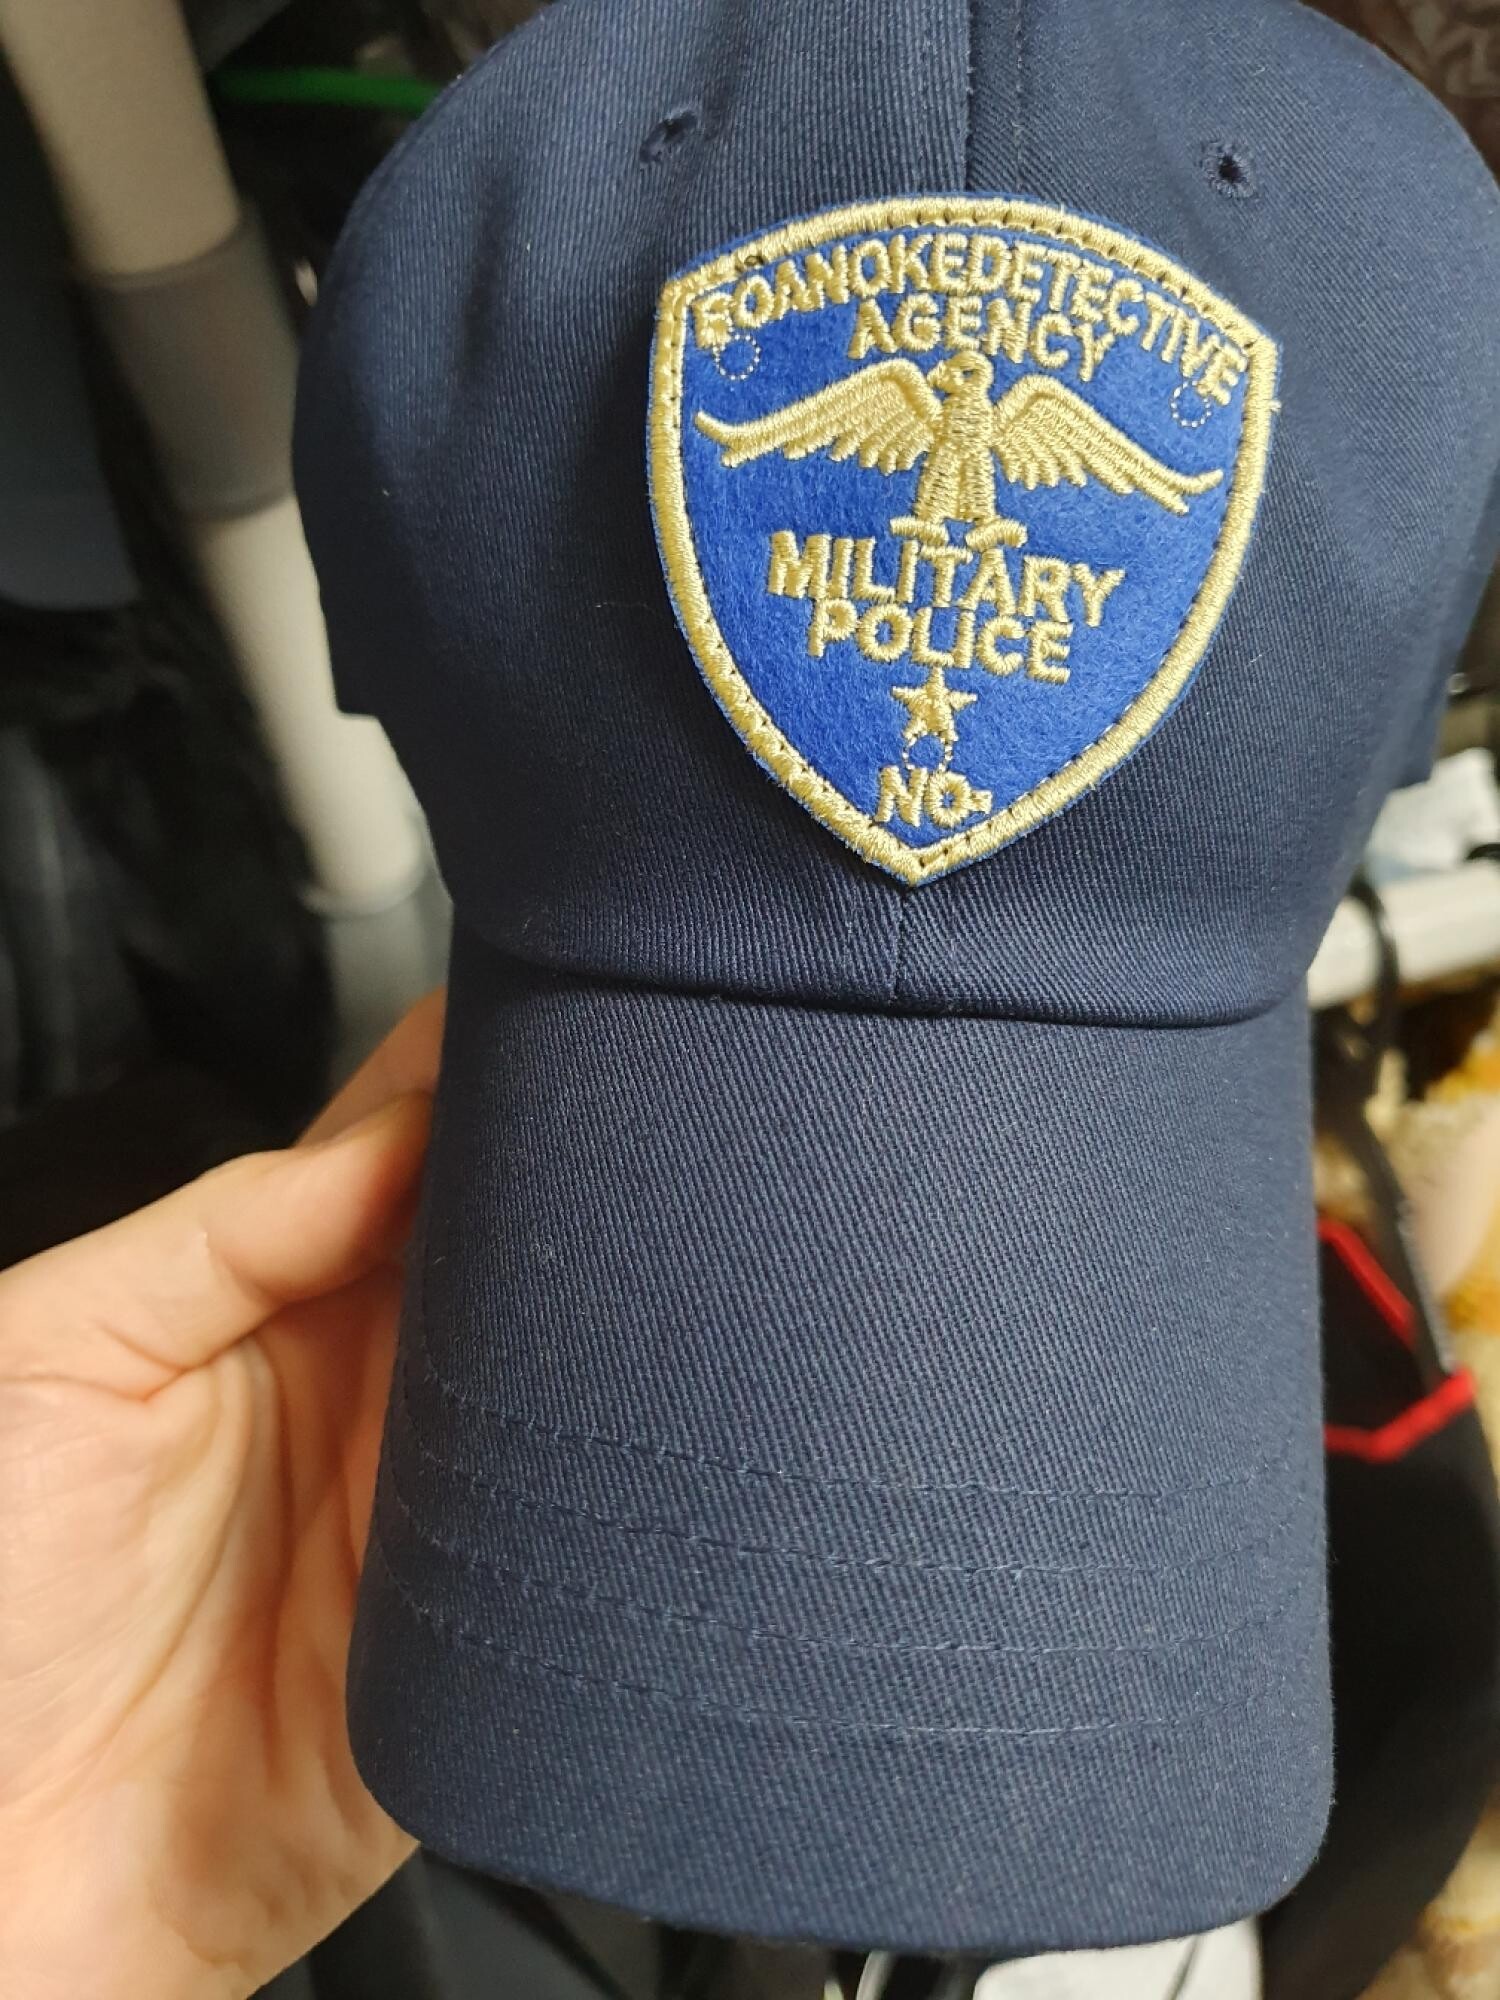 ROANOKEDETECTIVE
AGENCY
MILITARY
POLICE
NO.